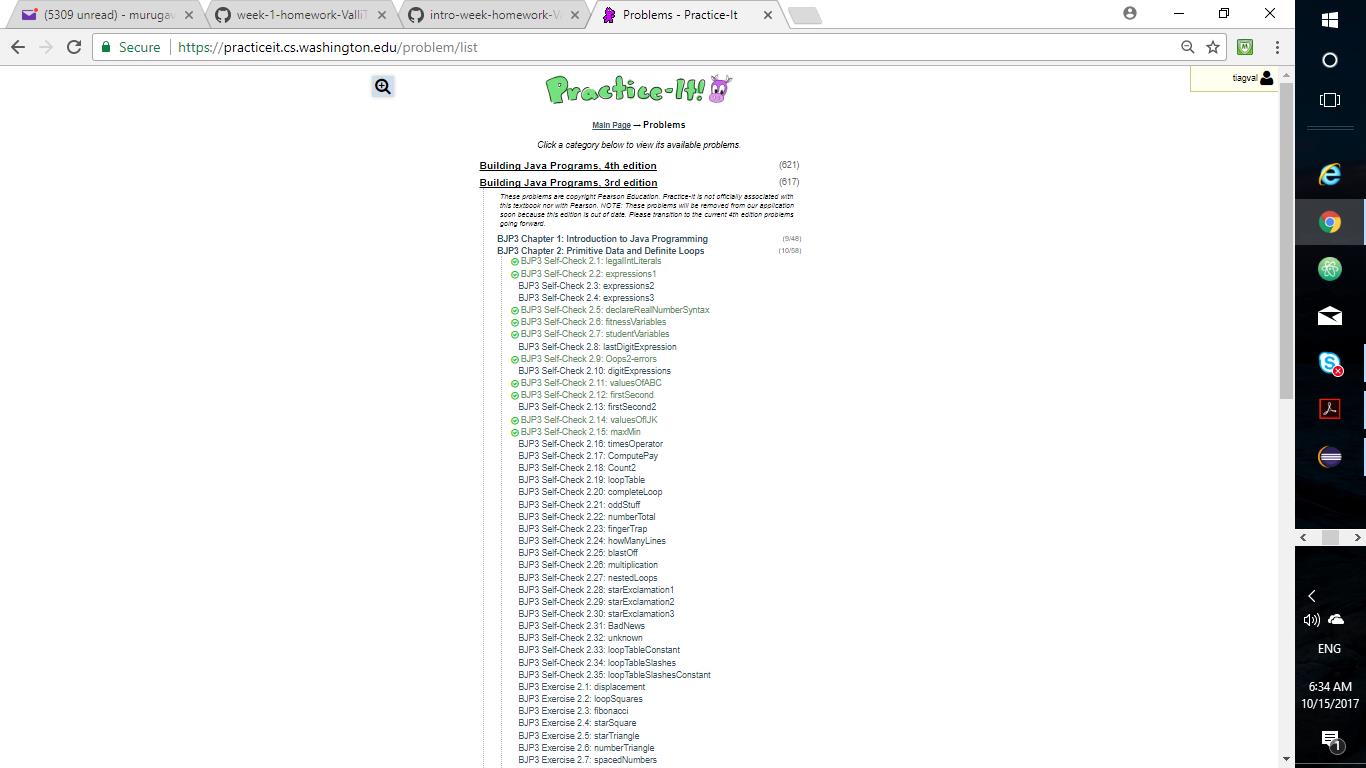 (5309 unread) - muruga
week-1-homework-ValliT
intro-week-homework-V
Problems - Practice-It
Secure
https://practiceit.cs.washington.edu/problem/list
Practice-It!
tiagval
Main Page — Problems
Click a category below to view its available problems.
Building Java Programs, 4th edition (621)
Building Java Programs, 3rd edition (617)
These problems are copyright Pearson Education. Practice-It is not officially associated with
this textbook nor with Pearson. NOTE: These problems will be removed from our application
soon because this edition is out of date. Please transition to the current 4th edition problems
going forward.
BJP3 Chapter 1: Introduction to Java Programming (9/48)
BJP3 Chapter 2: Primitive Data and Definite Loops (10/58)
BJP3 Self-Check 2.1: legalIntLiterals
BJP3 Self-Check 2.2: expressions1
BJP3 Self-Check 2.3: expressions2
BJP3 Self-Check 2.4: expressions3
BJP3 Self-Check 2.5: declareRealNumberSyntax
BJP3 Self-Check 2.6: fitnessVariables
BJP3 Self-Check 2.7: studentVariables
BJP3 Self-Check 2.8: lastDigitExpression
BJP3 Self-Check 2.9: Oops2-errors
BJP3 Self-Check 2.10: digitExpressions
BJP3 Self-Check 2.11: valuesOfABC
BJP3 Self-Check 2.12: firstSecond
BJP3 Self-Check 2.13: firstSecond2
BJP3 Self-Check 2.14: valuesOfIJK
BJP3 Self-Check 2.15: maxMin
BJP3 Self-Check 2.16: timesOperator
BJP3 Self-Check 2.17: ComputePay
BJP3 Self-Check 2.18: Count2
BJP3 Self-Check 2.19: loopTable
BJP3 Self-Check 2.20: completeLoop
BJP3 Self-Check 2.21: oddStuff
BJP3 Self-Check 2.22: numberTotal
BJP3 Self-Check 2.23: fingerTrap
BJP3 Self-Check 2.24: howManyLines
BJP3 Self-Check 2.25: blastOff
BJP3 Self-Check 2.26: multiplication
BJP3 Self-Check 2.27: nestedLoops
BJP3 Self-Check 2.28: starExclamation1
BJP3 Self-Check 2.29: starExclamation2
BJP3 Self-Check 2.30: starExclamation3
BJP3 Self-Check 2.31: BadNews
BJP3 Self-Check 2.32: unknown
BJP3 Self-Check 2.33: loopTableConstant
BJP3 Self-Check 2.34: loopTableSlashes
BJP3 Self-Check 2.35: loopTableSlashesConstant
BJP3 Exercise 2.1: displacement
BJP3 Exercise 2.2: loopSquares
BJP3 Exercise 2.3: fibonacci
BJP3 Exercise 2.4: starSquare
BJP3 Exercise 2.5: starTriangle
BJP3 Exercise 2.6: numberTriangle
BJP3 Exercise 2.7: spacedNumbers
ENG
6:34 AM
10/15/2017
1